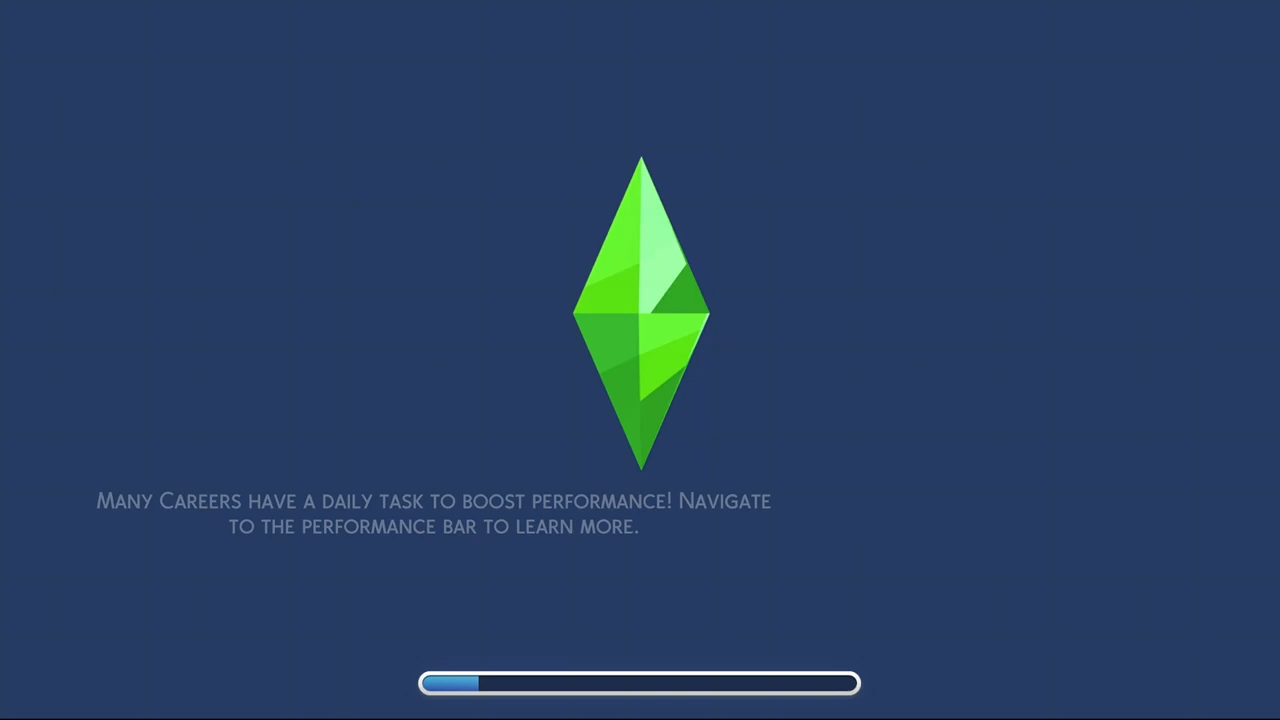 Many Careers have a daily task to boost performance! Navigate
to the performance bar to learn more.